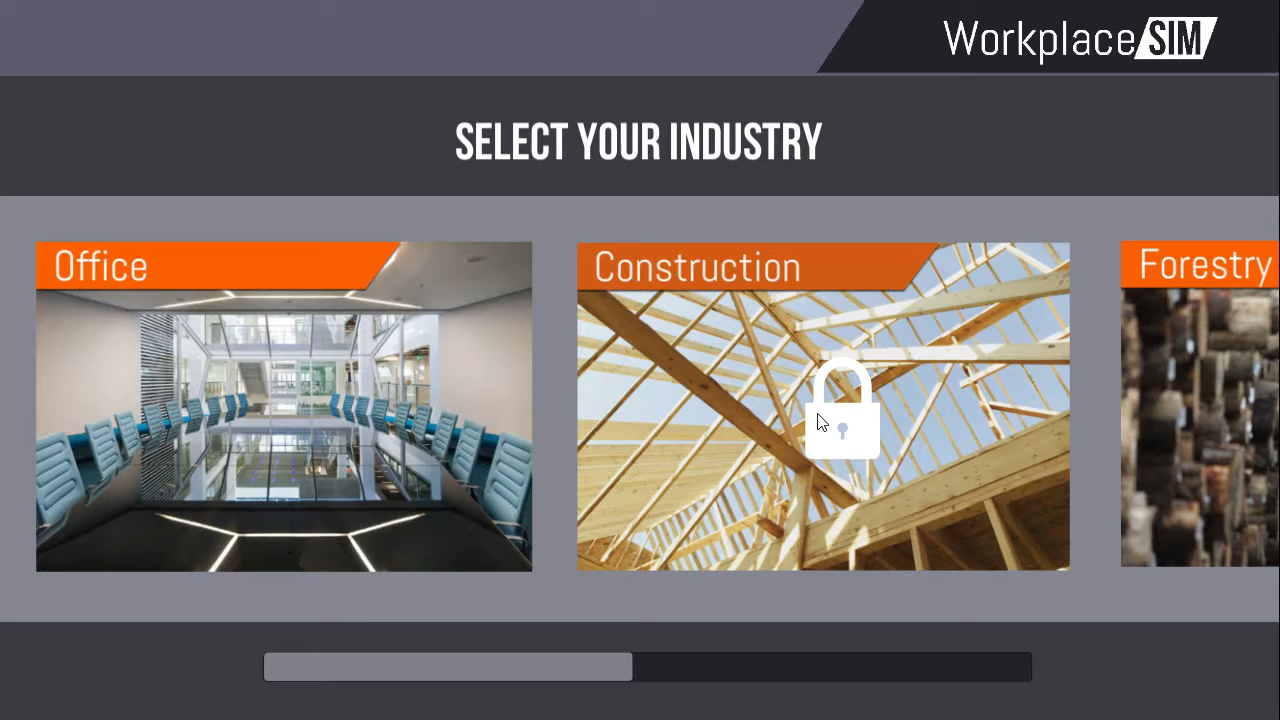 WorkplaceSIM
SELECT YOUR INDUSTRY
Office
Construction
Forestry